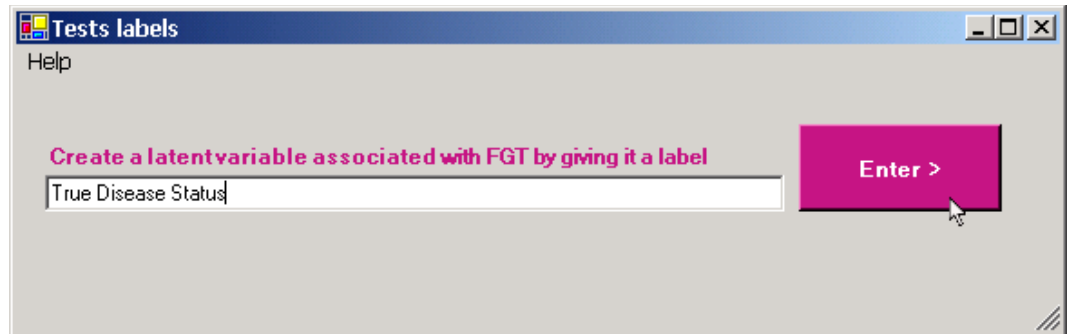 Tests labels
Help
Create a latent variable associated with FGT by giving it a label
Enter >
True Disease Status